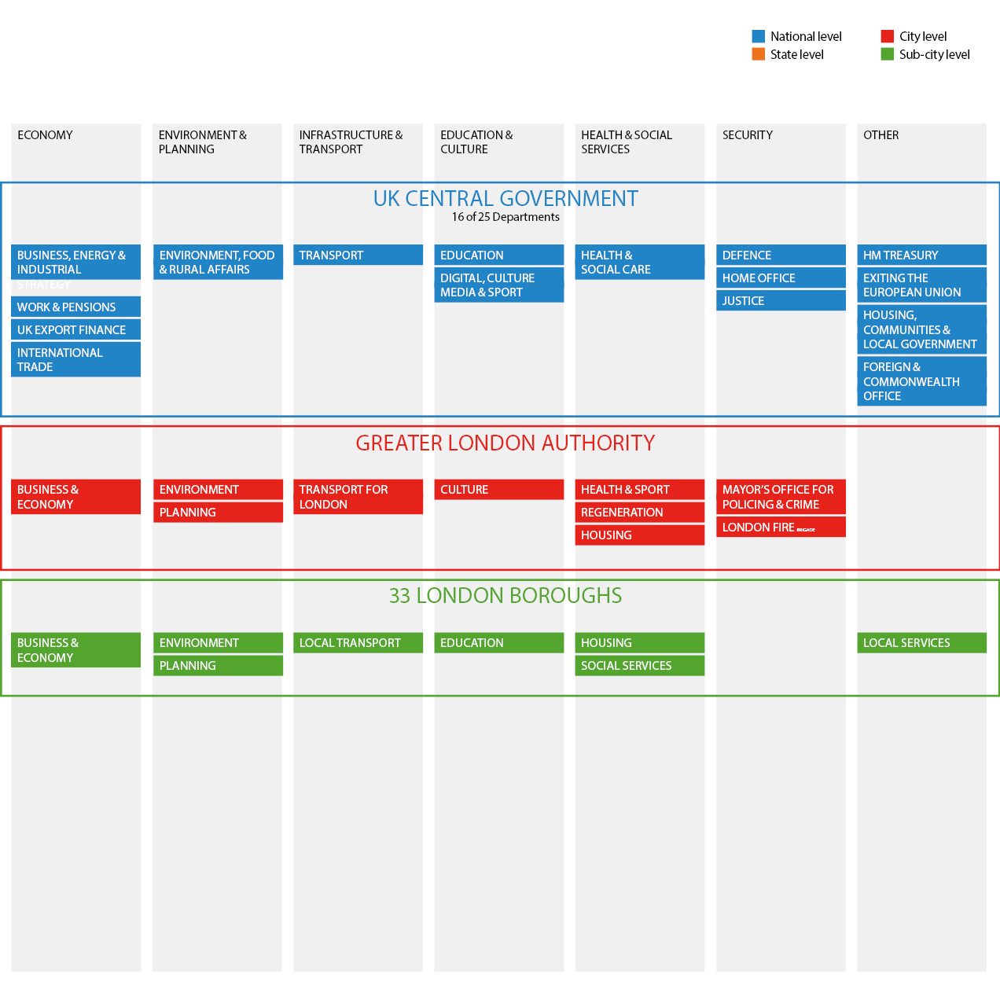 National level
City level
State level
Sub-city level
ECONOMY
ENVIRONMENT &
PLANNING
INFRASTRUCTURE &
TRANSPORT
EDUCATION &
CULTURE
HEALTH & SOCIAL
SERVICES
SECURITY
OTHER
UK CENTRAL GOVERNMENT
16 of 25 Departments
BUSINESS, ENERGY &
INDUSTRIAL
STRATEGY
WORK & PENSIONS
UK EXPORT FINANCE
INTERNATIONAL
TRADE
ENVIRONMENT, FOOD
& RURAL AFFAIRS
TRANSPORT
EDUCATION
DIGITAL, CULTURE
MEDIA & SPORT
HEALTH &
SOCIAL CARE
DEFENCE
HOME OFFICE
JUSTICE
HM TREASURY
EXITING THE
EUROPEAN UNION
HOUSING,
COMMUNITIES &
LOCAL GOVERNMENT
FOREIGN &
COMMONWEALTH
OFFICE
GREATER LONDON AUTHORITY
BUSINESS &
ECONOMY
ENVIRONMENT
PLANNING
TRANSPORT FOR
LONDON
CULTURE
HEALTH & SPORT
REGENERATION
HOUSING
MAYOR'S OFFICE FOR
POLICING & CRIME
LONDON FIRE BRIGADE
33 LONDON BOROUGHS
BUSINESS &
ECONOMY
ENVIRONMENT
PLANNING
LOCAL TRANSPORT
EDUCATION
HOUSING
SOCIAL SERVICES
LOCAL SERVICES